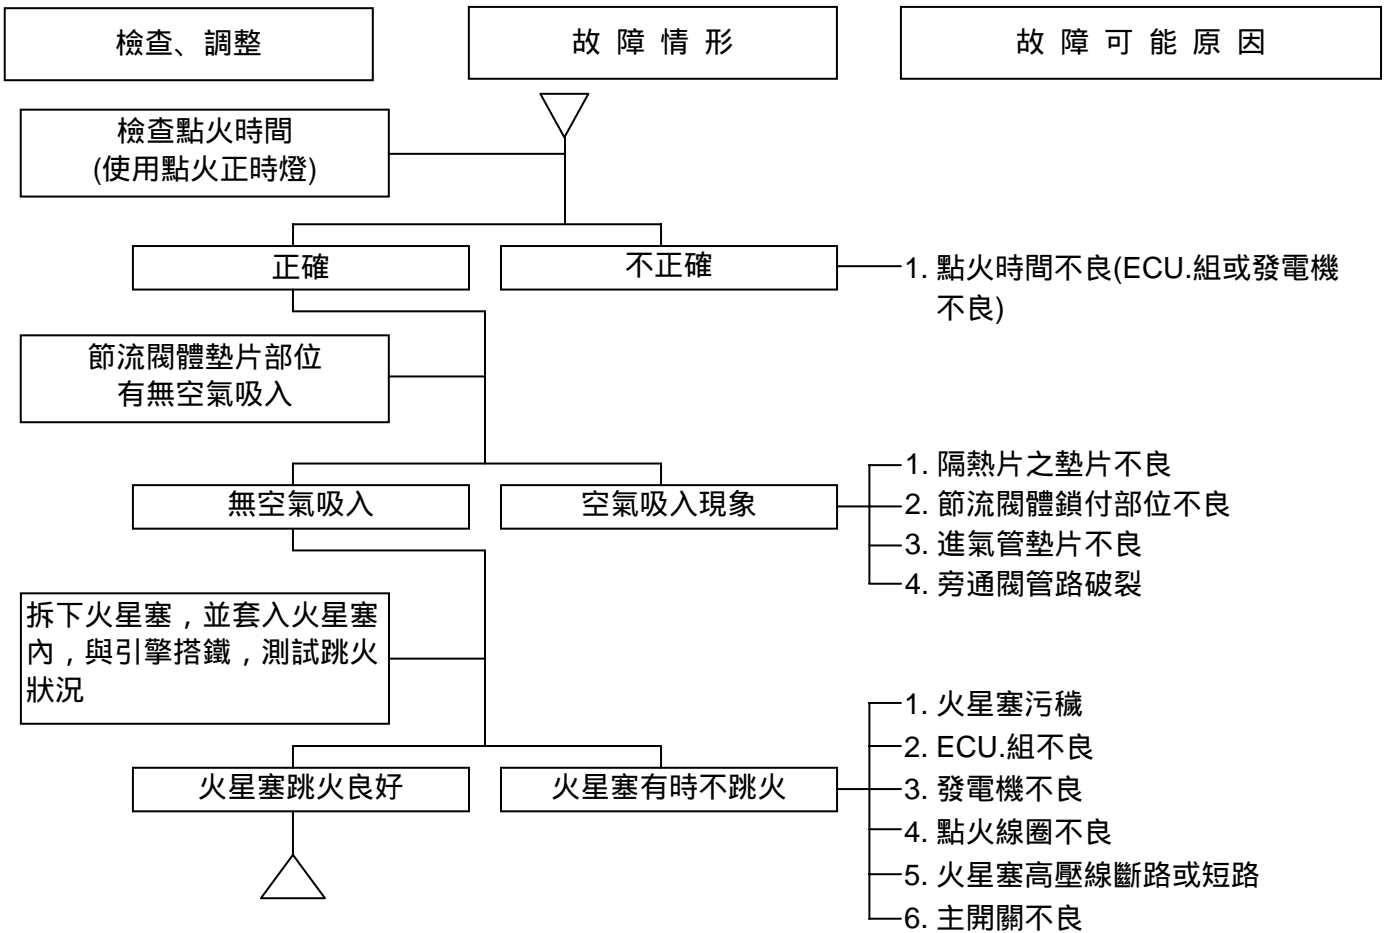 檢查、調整
故 障 情 形
故 障 可 能 原 因
檢查點火時間
(使用點火正時燈)
正確
不正確
1. 點火時間不良(ECU.組或發電機
不良)
節流閥體墊片部位
有無空氣吸入
無空氣吸入
空氣吸入現象
1. 隔熱片之墊片不良
2. 節流閥體鎖付部位不良
3. 進氣管墊片不良
4. 旁通閥管路破裂
拆下火星塞，並套入火星塞
內，與引擎搭鐵，測試跳火
狀況
火星塞跳火良好
火星塞有時不跳火
1. 火星塞污穢
2. ECU.組不良
3. 發電機不良
4. 點火線圈不良
5. 火星塞高壓線斷路或短路
6. 主開關不良